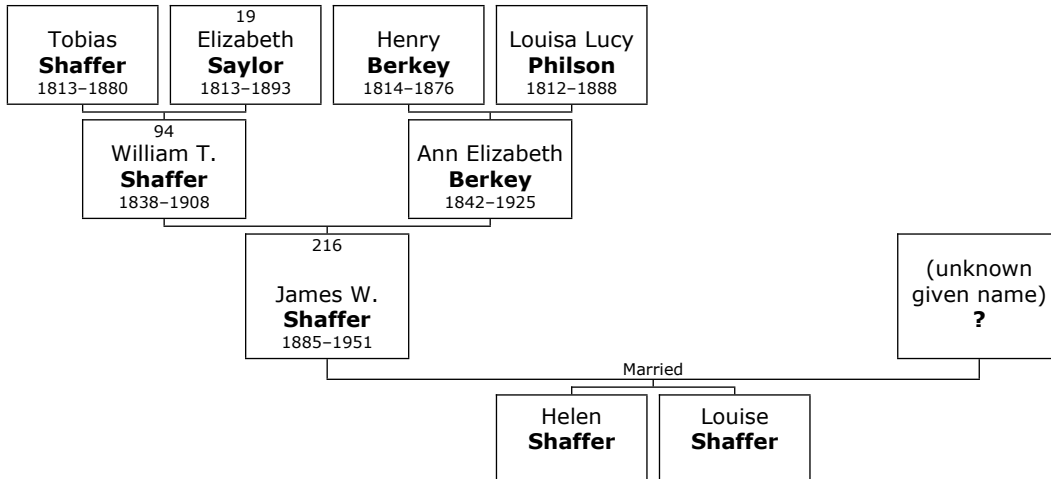 Tobias
Shaffer
1813–1880
19
Elizabeth
Saylor
1813–1893
Henry
Berkey
1814–1876
Louisa Lucy
Philson
1812–1888
94
William T.
Shaffer
1838–1908
Ann Elizabeth
Berkey
1842–1925
216
James W.
Shaffer
1885–1951
(unknown
given name)
?
Married
Helen
Shaffer
Louise
Shaffer